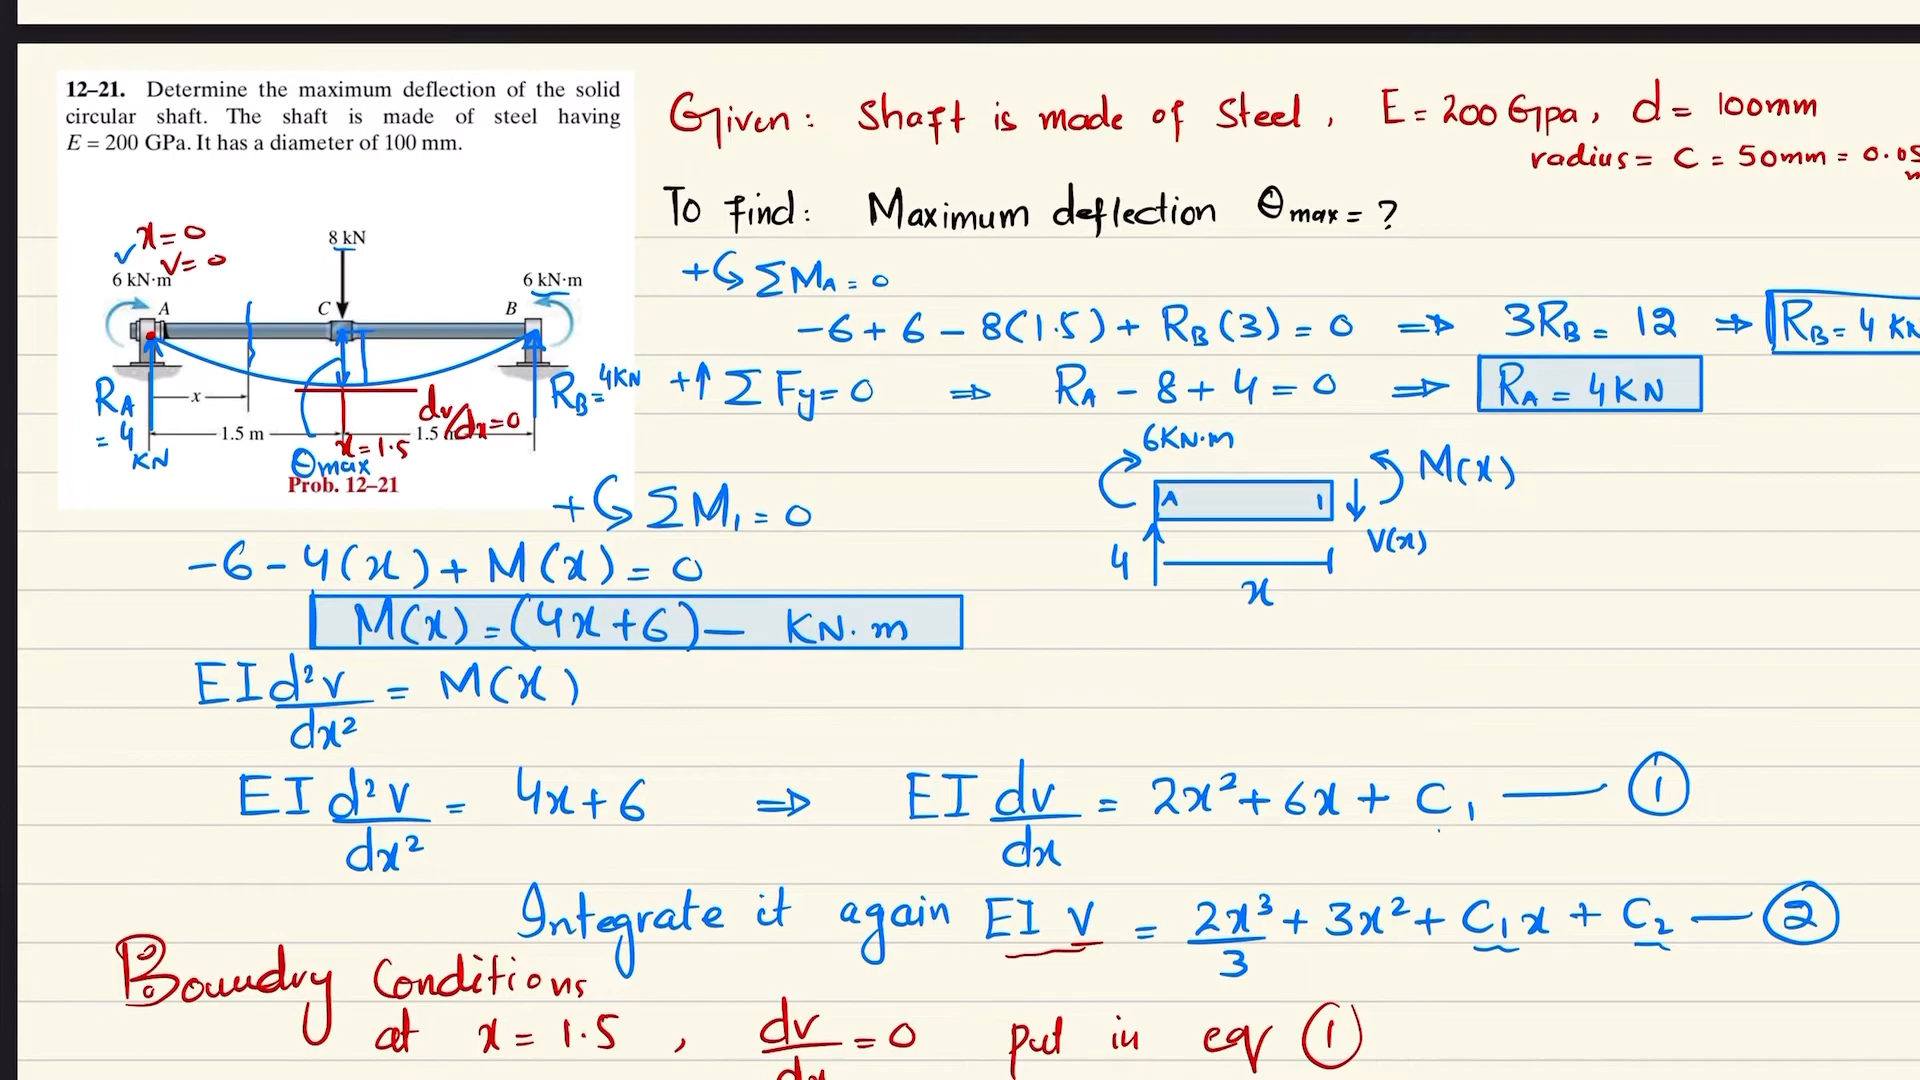 12–21. Determine the maximum deflection of the solid
circular shaft. The shaft is made of steel having
E = 200 GPa. It has a diameter of 100 mm.
x=0
✓ V=0
6 kN·m
8 kN
6 kN·m
A
C
B
RA
= 4
KN
x
1.5 m
x=1.5
1.5
dv/dx=0
RB=4KN
θmax
Prob. 12–21
Given: Shaft is made of Steel, E=200 Gpa, d= 100mm
radius= C = 50mm = 0.05
To find: Maximum deflection θmax=?
+↺ ΣMA=0
-6+6-8(1.5)+RB(3)=0 ⇒ 3RB=12 ⇒ RB=4 KN
+↑ ΣFy=0 ⇒ RA-8+4=0 ⇒ RA=4KN
6KN·m
A
1
M(x)
V(x)
4
x
+↺ ΣM1=0
-6-4(x)+M(x)=0
M(x)=(4x+6)— KN·m
EI d²v/dx² = M(x)
EI d²v/dx² = 4x+6 ⇒ EI dv/dx = 2x²+6x+C1 — ①
Integrate it again EI V = 2x³/3 + 3x² + C1x + C2 — ②
Boundry Conditions
at x=1.5, dv/dx=0 put in eq ①